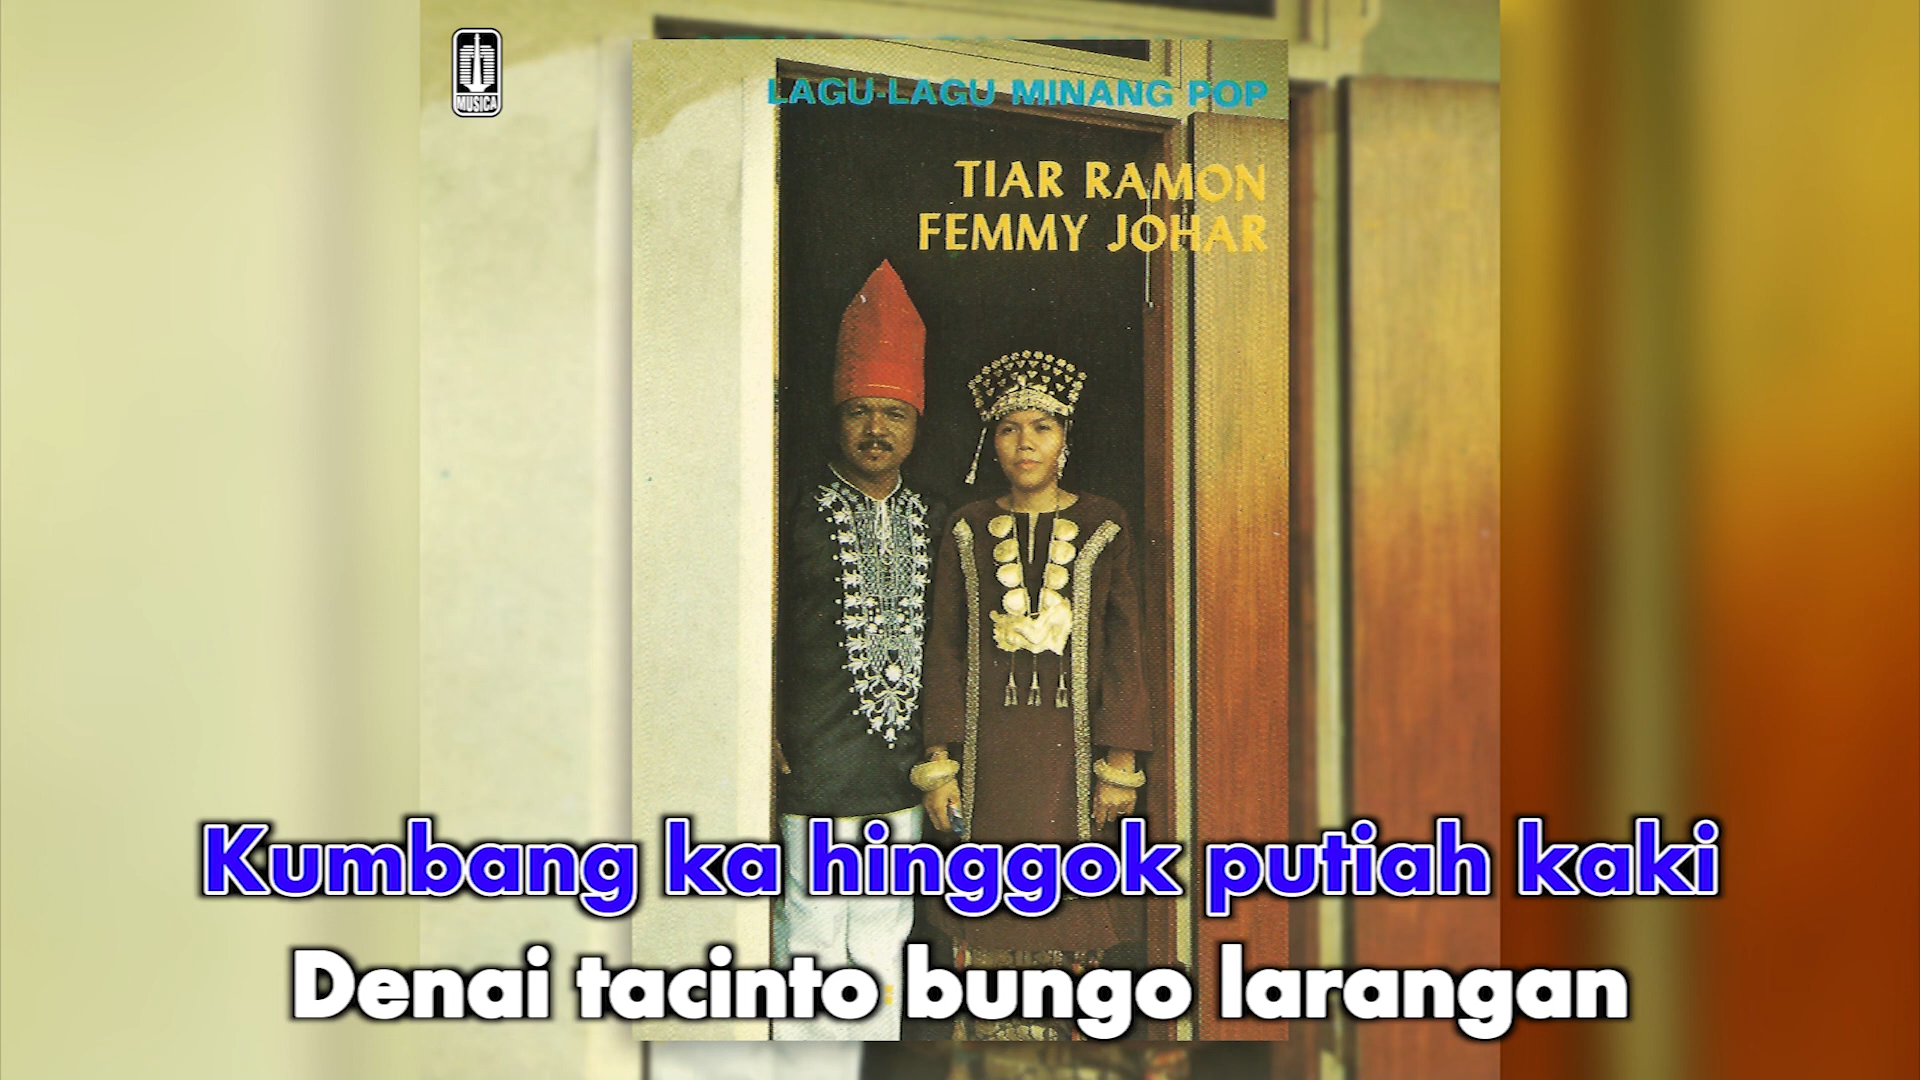 MUSICA
LAGU-LAGU MINANG POP
TIAR RAMON
FEMMY JOHAR
Kumbang ka hinggok putiah kaki
Denai tacinto bungo larangan